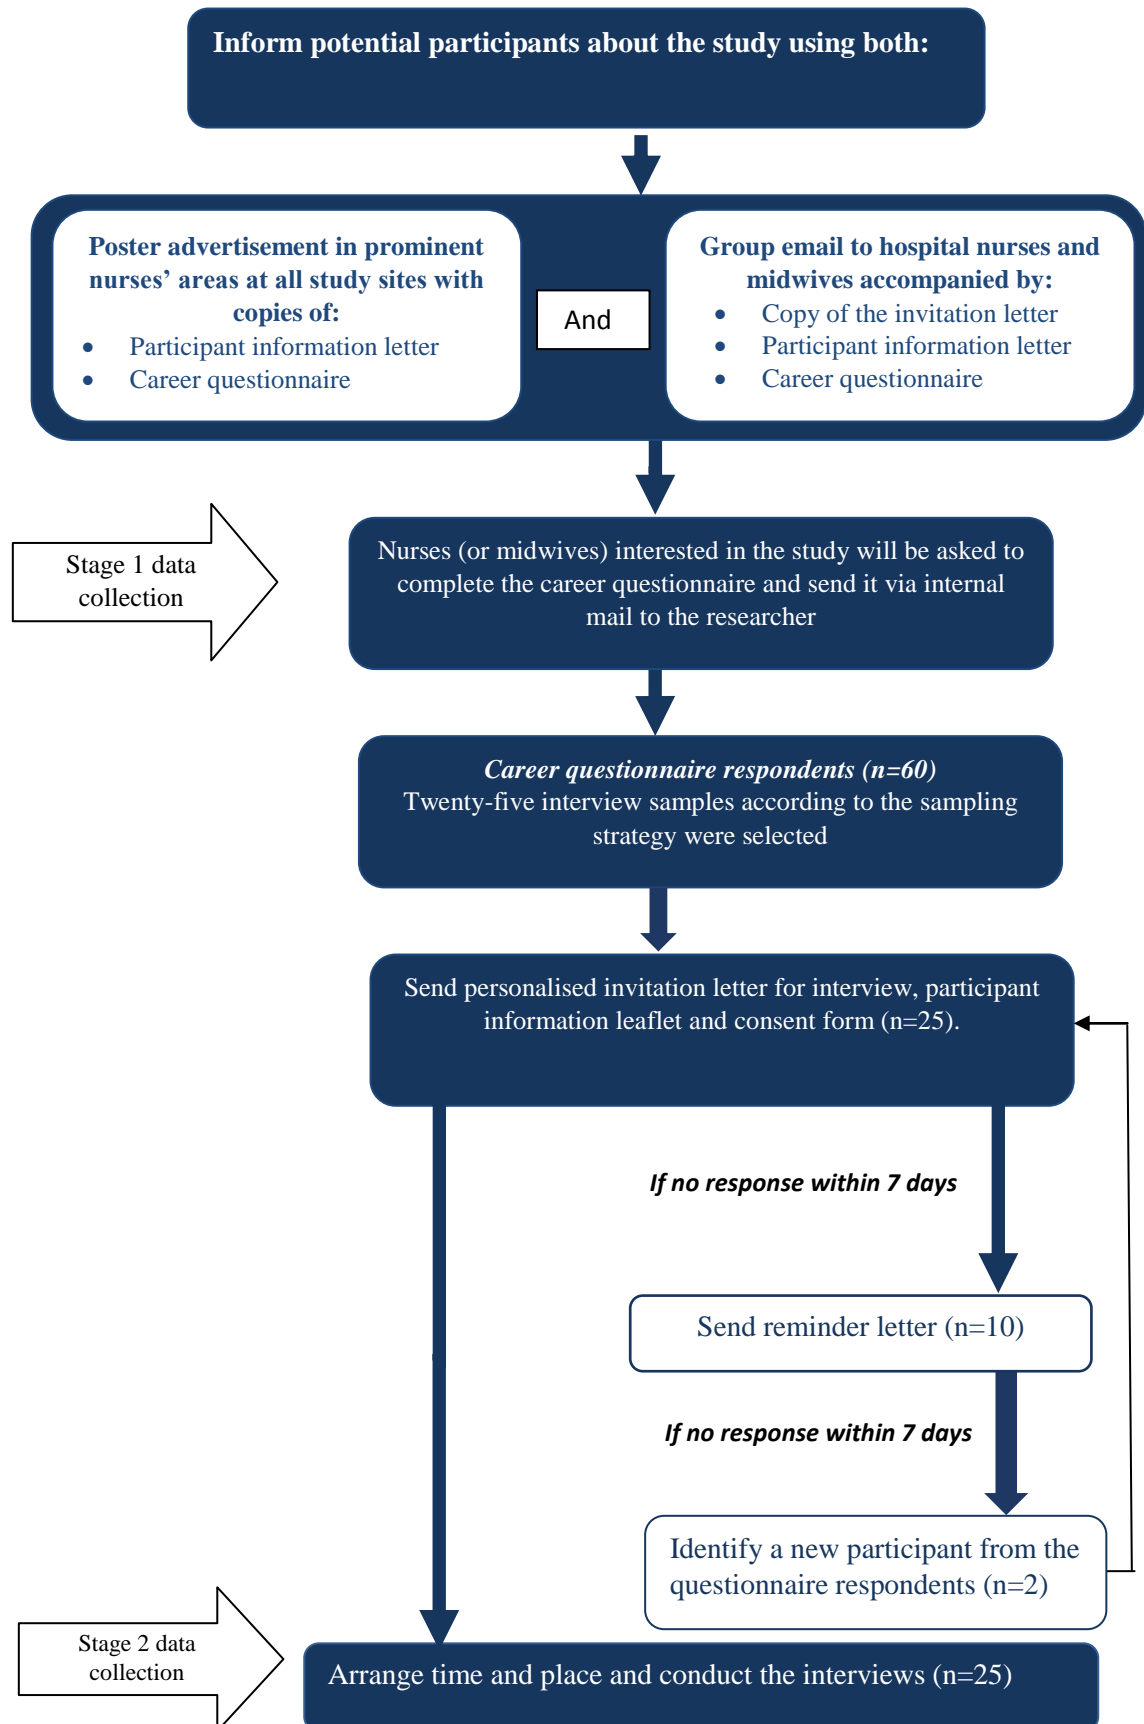 Inform potential participants about the study using both:
Poster advertisement in prominent
nurses’ areas at all study sites with
copies of:
• Participant information letter
• Career questionnaire
And
Group email to hospital nurses and
midwives accompanied by:
• Copy of the invitation letter
• Participant information letter
• Career questionnaire
Stage 1 data
collection
Nurses (or midwives) interested in the study will be asked to
complete the career questionnaire and send it via internal
mail to the researcher
Career questionnaire respondents (n=60)
Twenty-five interview samples according to the sampling
strategy were selected
Send personalised invitation letter for interview, participant
information leaflet and consent form (n=25).
If no response within 7 days
Send reminder letter (n=10)
If no response within 7 days
Identify a new participant from the
questionnaire respondents (n=2)
Stage 2 data
collection
Arrange time and place and conduct the interviews (n=25)